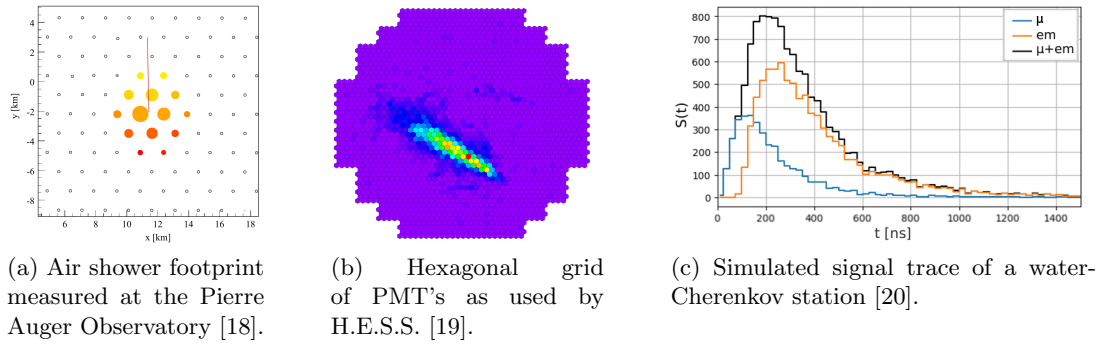 4
2
0
-2
-4
-6
-8
y [km]
6 8 10 12 14 16 18
x [km]
800
700
600
500
400
300
200
100
0
S(t)
μ
em
μ+em
0 200 400 600 800 1000 1200 1400
t [ns]
(a) Air shower footprint
measured at the Pierre
Auger Observatory [18].
(b) Hexagonal grid
of PMT's as used by
H.E.S.S. [19].
(c) Simulated signal trace of a water-
Cherenkov station [20].